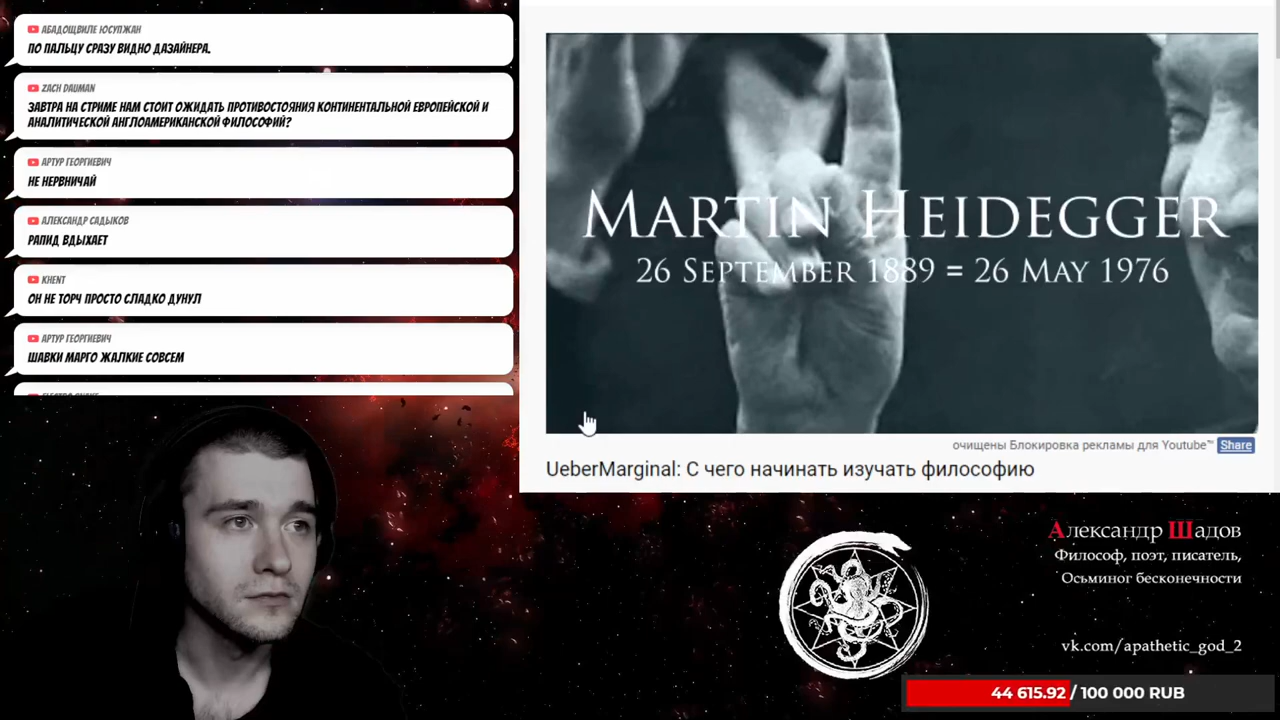 АБАДОЩВИЛЕ ЮСУПЖАН
ПО ПАЛЬЦУ СРАЗУ ВИДНО ДАЗАЙНЕРА.
ZACH DAUMAN
ЗАВТРА НА СТРИМЕ НАМ СТОИТ ОЖИДАТЬ ПРОТИВОСТОЯНИЯ КОНТИНЕНТАЛЬНОЙ ЕВРОПЕЙСКОЙ И
АНАЛИТИЧЕСКОЙ АНГЛОАМЕРИКАНСКОЙ ФИЛОСОФИЙ?
АРТУР ГЕОРГИЕВИЧ
НЕ НЕРВНИЧАЙ
АЛЕКСАНДР САДЫКОВ
РАПИД ВДЫХАЕТ
KHENT
ОН НЕ ТОРЧ ПРОСТО СЛАДКО ДУНУЛ
АРТУР ГЕОРГИЕВИЧ
ШАВКИ МАРГО ЖАЛКИЕ СОВСЕМ
MARTIN HEIDEGGER
26 SEPTEMBER 1889 = 26 MAY 1976
очищены Блокировка рекламы для Youtube™ Share
UeberMarginal: С чего начинать изучать философию
Александр Шадов
Философ, поэт, писатель,
Осьминог бесконечности
vk.com/apathetic_god_2
44 615.92 / 100 000 RUB